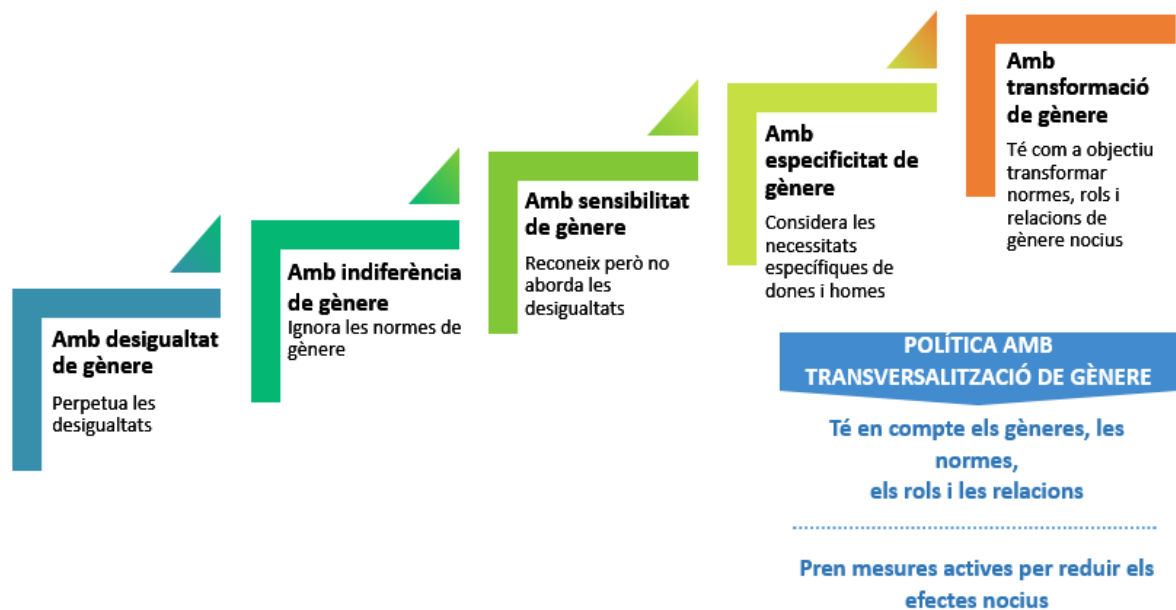 Amb desigualtat
de gènere
Perpetua les
desigualtats
Amb indiferència
de gènere
Ignora les normes de
gènere
Amb sensibilitat
de gènere
Reconeix però no
aborda les
desigualtats
Amb
especificitat de
gènere
Considera les
necessitats
específiques de
dones i homes
Amb
transformació
de gènere
Té com a objectiu
transformar
normes, rols i
relacions de
gènere nocius
POLÍTICA AMB
TRANSVERSALITZACIÓ DE GÈNERE
Té en compte els gèneres, les
normes,
els rols i les relacions
Pren mesures actives per reduir els
efectes nocius